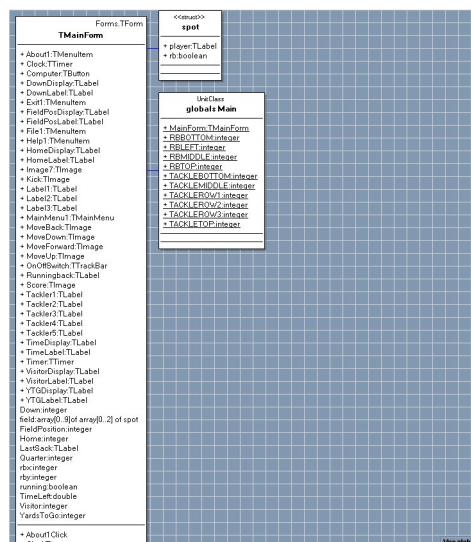 Forms.TForm
TMainForm
+ About1:TMenuItem
+ Clock:TTimer
+ Computer:TButton
+ DownDisplay:TLabel
+ DownLabel:TLabel
+ Exit1:TMenuItem
+ FieldPosDisplay:TLabel
+ FieldPosLabel:TLabel
+ File1:TMenuItem
+ Help1:TMenuItem
+ HomeDisplay:TLabel
+ HomeLabel:TLabel
+ Image7:TImage
+ Kick:TImage
+ Label1:TLabel
+ Label2:TLabel
+ Label3:TLabel
+ MainMenu1:TMainMenu
+ MoveBack:TImage
+ MoveDown:TImage
+ MoveForward:TImage
+ MoveUp:TImage
+ OnOffSwitch:TTrackBar
+ Runningback:TLabel
+ Score:TImage
+ Tackler1:TLabel
+ Tackler2:TLabel
+ Tackler3:TLabel
+ Tackler4:TLabel
+ Tackler5:TLabel
+ TimeDisplay:TLabel
+ TimeLabel:TLabel
+ Timer:TTimer
+ VisitorDisplay:TLabel
+ VisitorLabel:TLabel
+ YTGDisplay:TLabel
+ YTGLabel:TLabel
Down:integer
field:array[0..9]of array[0..2] of spot
FieldPosition:integer
Home:integer
LastSack:TLabel
Quarter:integer
rbx:integer
rby:integer
running:boolean
TimeLeft:double
Visitor:integer
YardsToGo:integer
+ About1Click
<<struct>>
spot
+ player:TLabel
+ rb:boolean
UnitClass
globals Main
+ MainForm:TMainForm
+ RBBOTTOM:integer
+ RBLEFT:integer
+ RBMIDDLE:integer
+ RBTOP:integer
+ TACKLEBOTTOM:integer
+ TACKLEMIDDLE:integer
+ TACKLEROW1:integer
+ TACKLEROW2:integer
+ TACKLEROW3:integer
+ TACKLETOP:integer